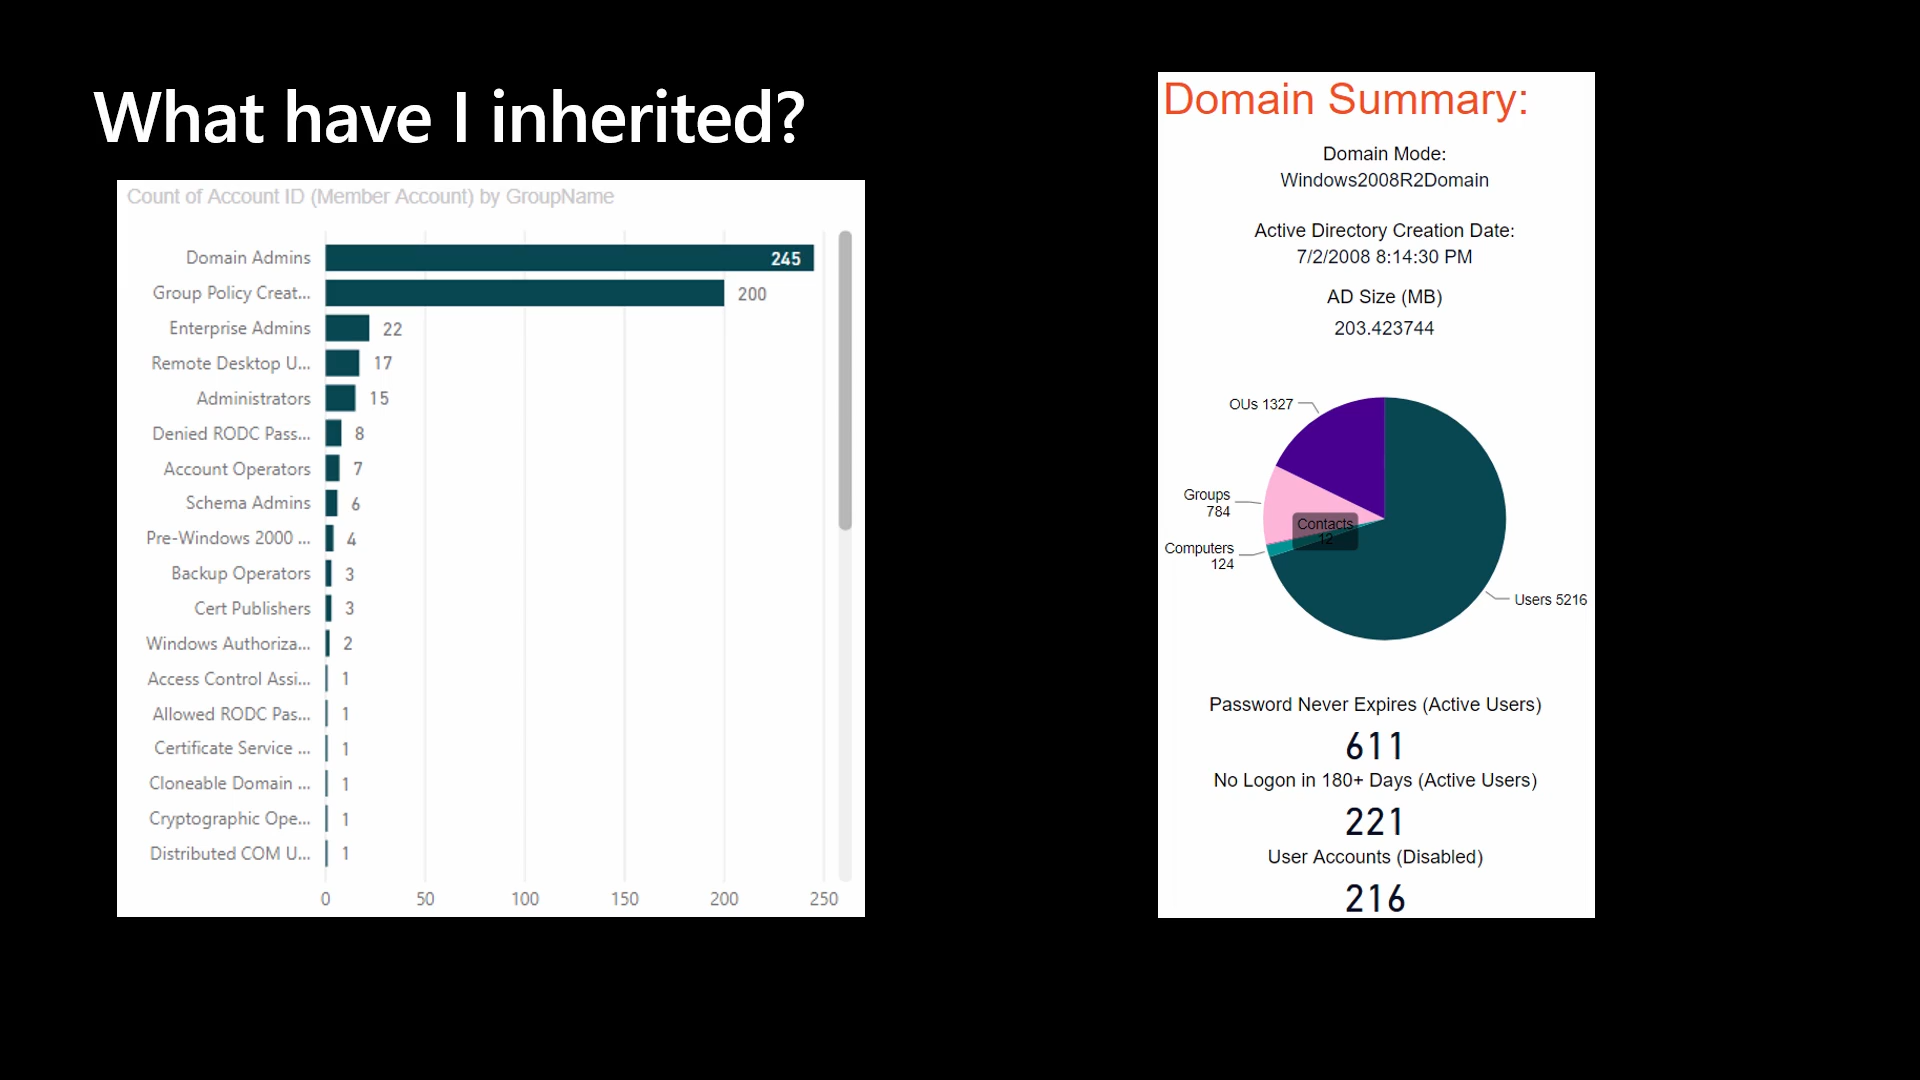 What have I inherited?
Count of Account ID (Member Account) by GroupName
Domain Admins 245
Group Policy Creat... 200
Enterprise Admins 22
Remote Desktop U... 17
Administrators 15
Denied RODC Pass... 8
Account Operators 7
Schema Admins 6
Pre-Windows 2000 ... 4
Backup Operators 3
Cert Publishers 3
Windows Authoriza... 2
Access Control Assi... 1
Allowed RODC Pas... 1
Certificate Service ... 1
Cloneable Domain ... 1
Cryptographic Ope... 1
Distributed COM U... 1
0 50 100 150 200 250
Domain Summary:
Domain Mode:
Windows2008R2Domain
Active Directory Creation Date:
7/2/2008 8:14:30 PM
AD Size (MB)
203.423744
OUs 1327
Groups
784
Contacts
12
Computers
124
Users 5216
Password Never Expires (Active Users)
611
No Logon in 180+ Days (Active Users)
221
User Accounts (Disabled)
216